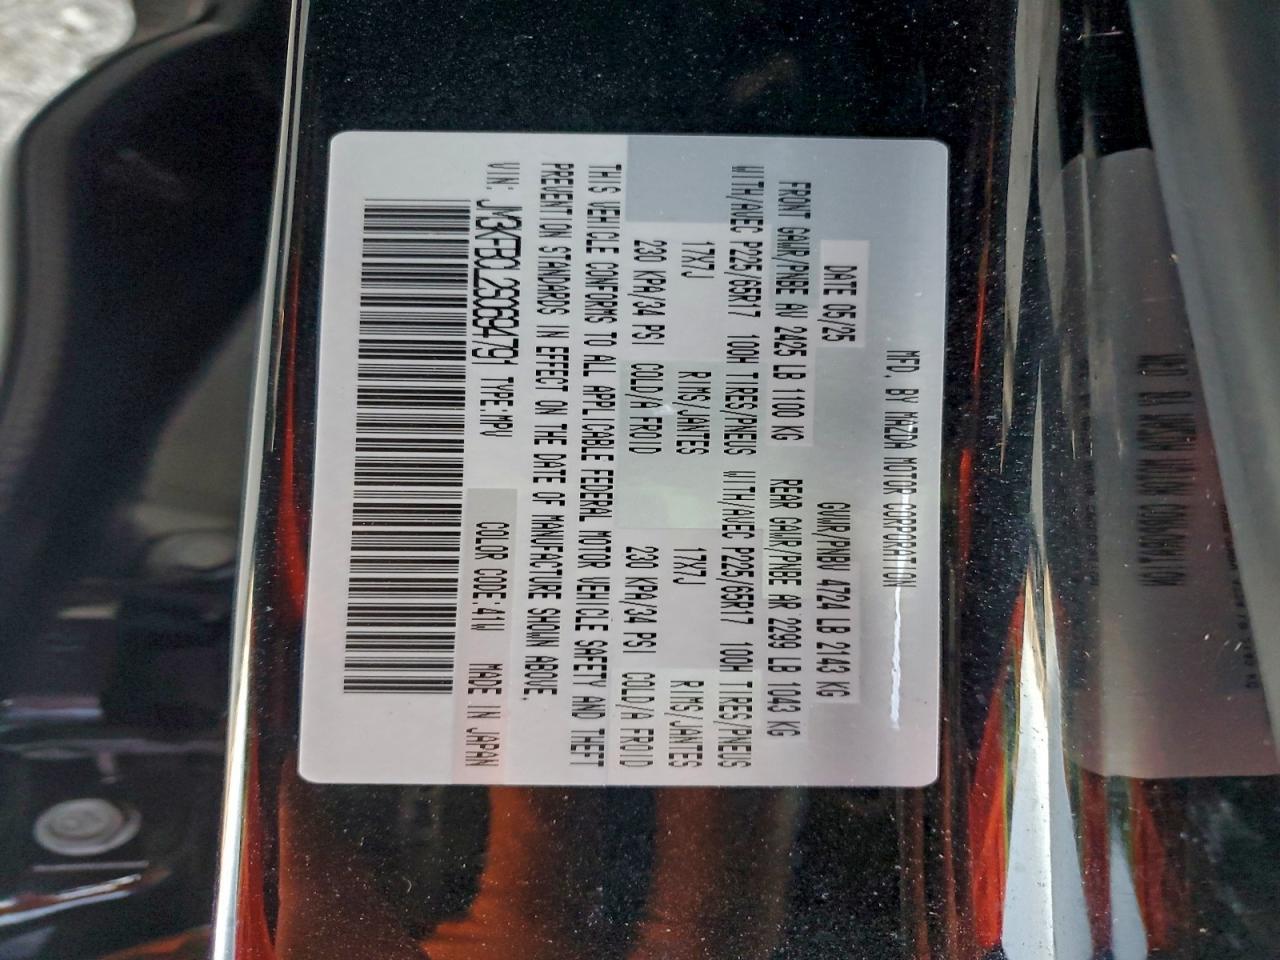 MFD. BY MAZDA MOTOR CORPORATION
DATE 05/25 GVWR/PNBV 4724 LB 2143 KG
FRONT GAWR/PNBE AV 2425 LB 1100 KG REAR GAWR/PNBE AR 2299 LB 1043 KG
WITH/AVEC P225/65R17 100H TIRES/PNEUS WITH/AVEC P225/65R17 100H TIRES/PNEUS
17X7J RIMS/JANTES 17X7J RIMS/JANTES
230 KPA/34 PSI COLD/A FROID 230 KPA/34 PSI COLD/A FROID
THIS VEHICLE CONFORMS TO ALL APPLICABLE FEDERAL MOTOR VEHICLE SAFETY AND THEFT
PREVENTION STANDARDS IN EFFECT ON THE DATE OF MANUFACTURE SHOWN ABOVE.
VIN: JM3KFBCL2S0694791 TYPE:MPV COLOR CODE:41W MADE IN JAPAN